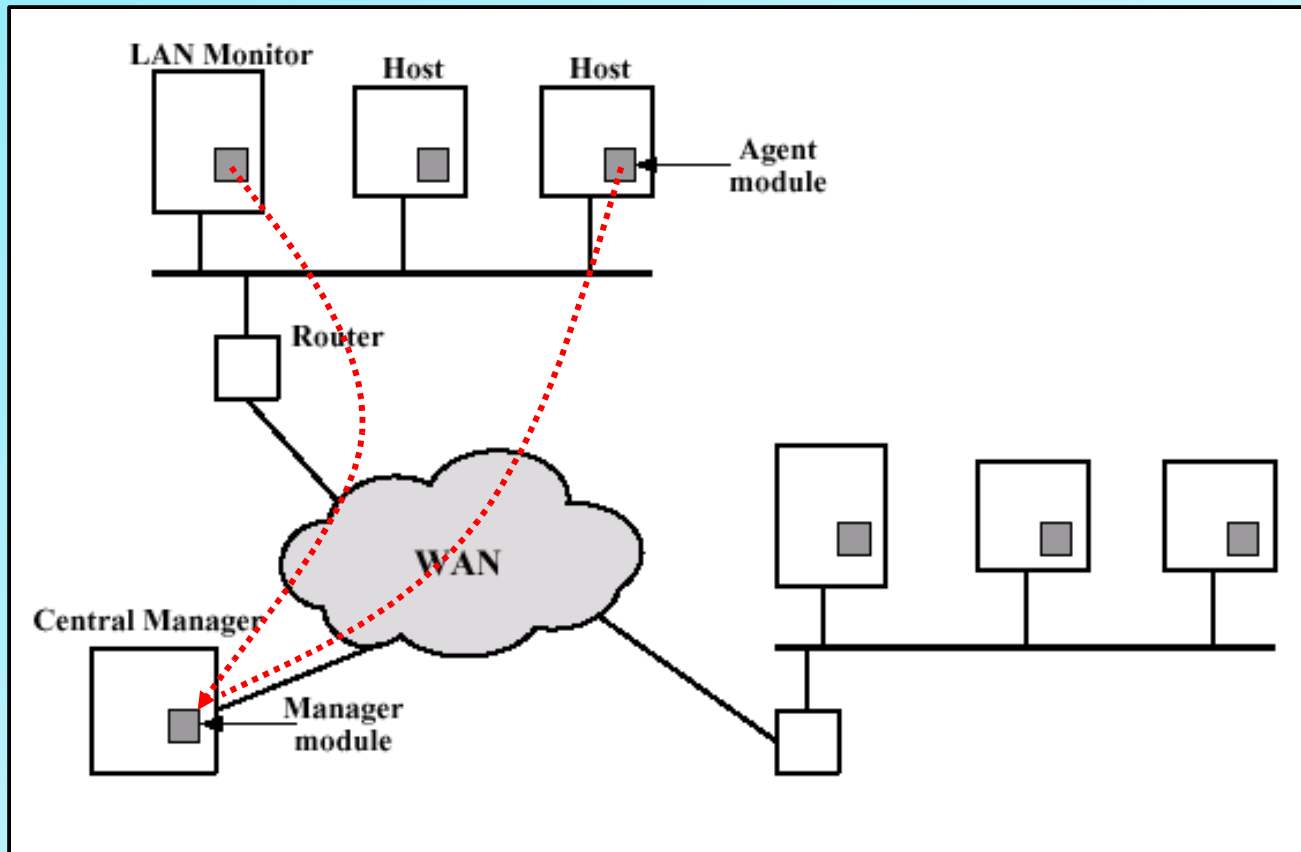 LAN Monitor
Host
Host
Agent
module
Router
WAN
Central Manager
Manager
module